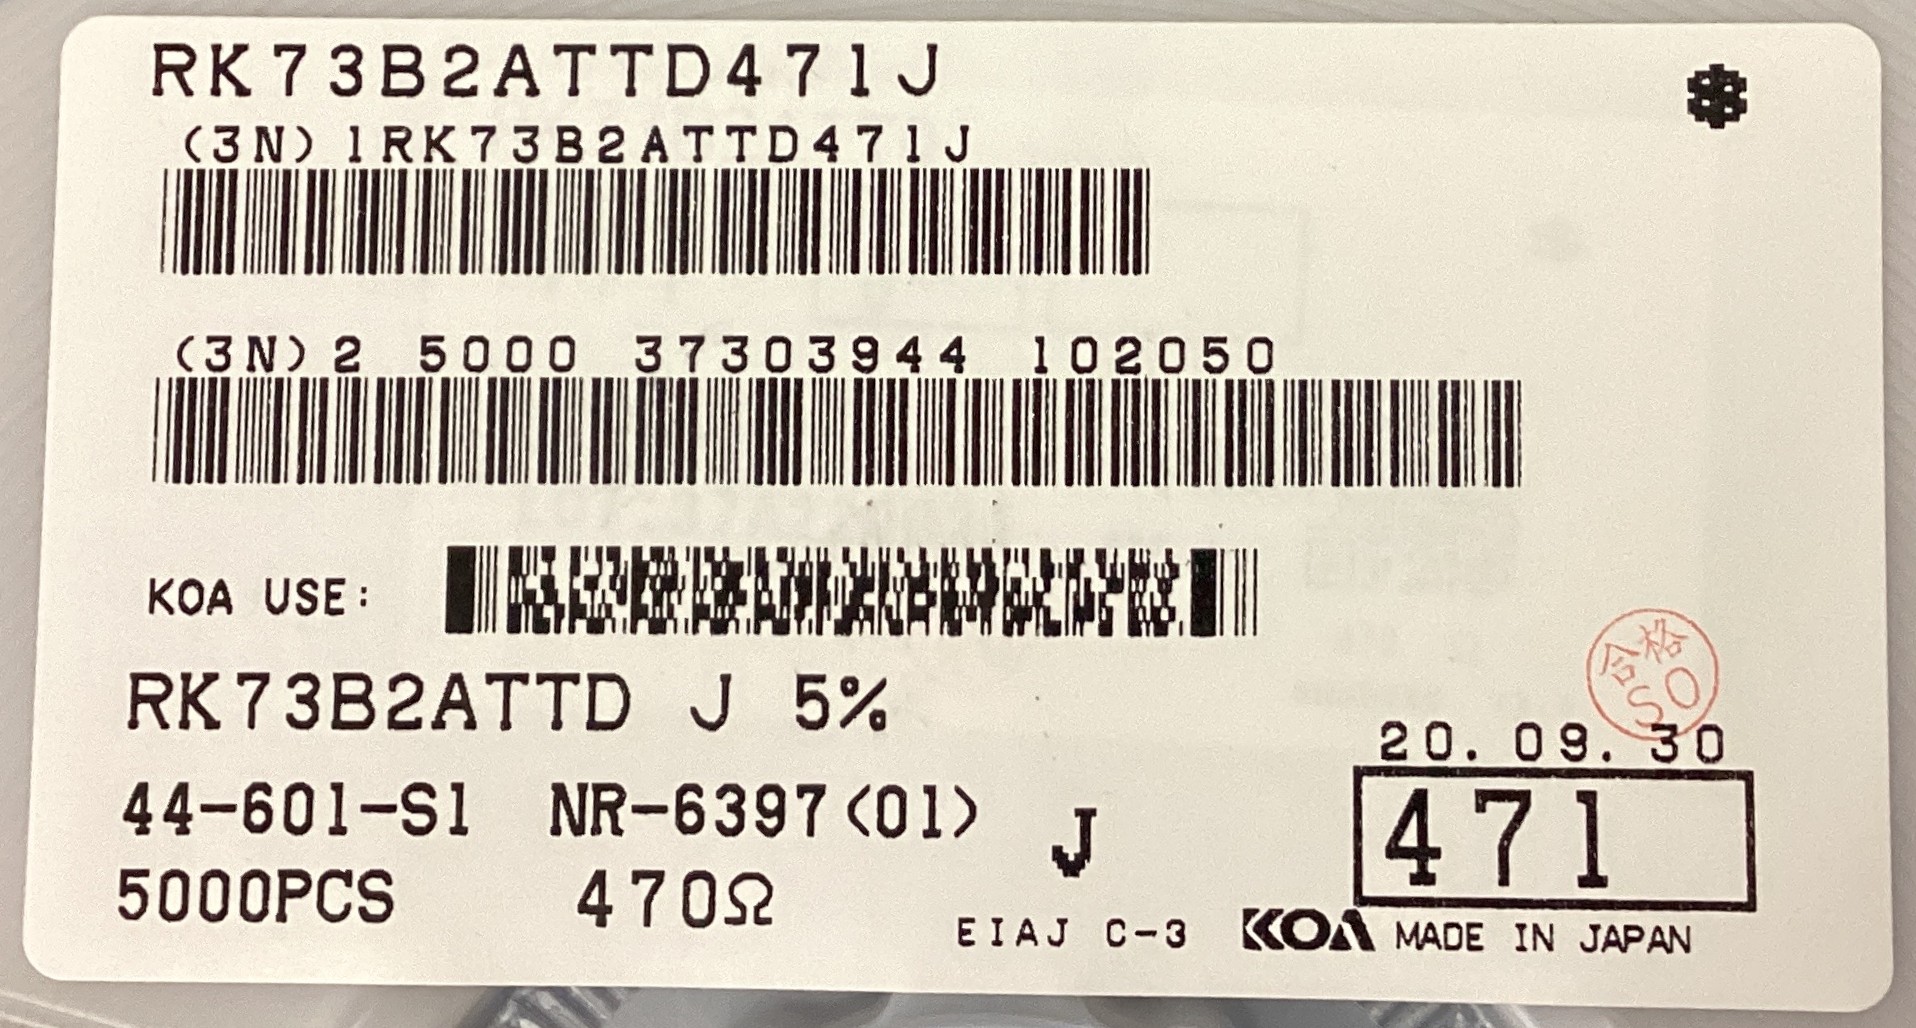 RK73B2ATTD471J
(3N)1RK73B2ATTD471J
(3N)2 5000 37303944 102050
KOA USE:
RK73B2ATTD J 5%
合格
SO
20.09.30
44-601-S1 NR-6397(01) J
471
5000PCS 470Ω
EIAJ C-3 KOA MADE IN JAPAN